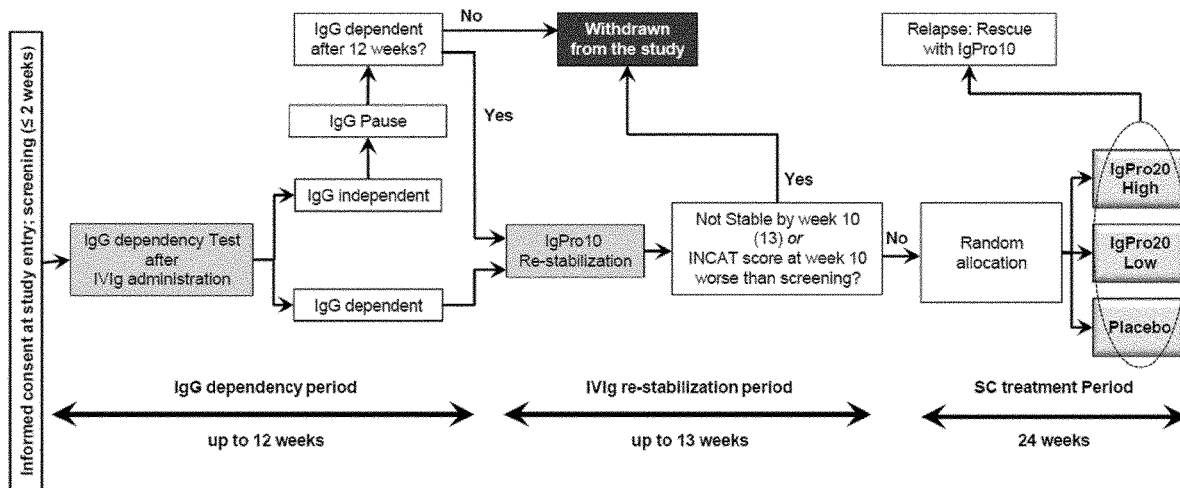 Informed consent at study entry; screening (≤ 2 weeks)
IgG dependency Test
after
IVIg administration
IgG dependent
after 12 weeks?
IgG Pause
IgG independent
IgG dependent
No
Yes
Withdrawn
from the study
IgPro10
Re-stabilization
Yes
Not Stable by week 10
(13) or
INCAT score at week 10
worse than screening?
No
Random
allocation
Relapse: Rescue
with IgPro10
IgPro20
High
IgPro20
Low
Placebo
IgG dependency period
up to 12 weeks
IVIg re-stabilization period
up to 13 weeks
SC treatment Period
24 weeks